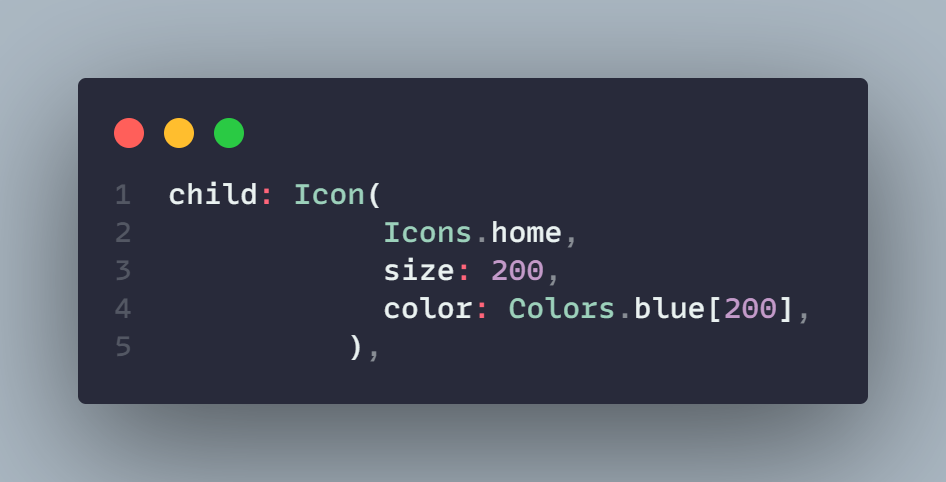 1 child: Icon(
2 Icons.home,
3 size: 200,
4 color: Colors.blue[200],
5 ),